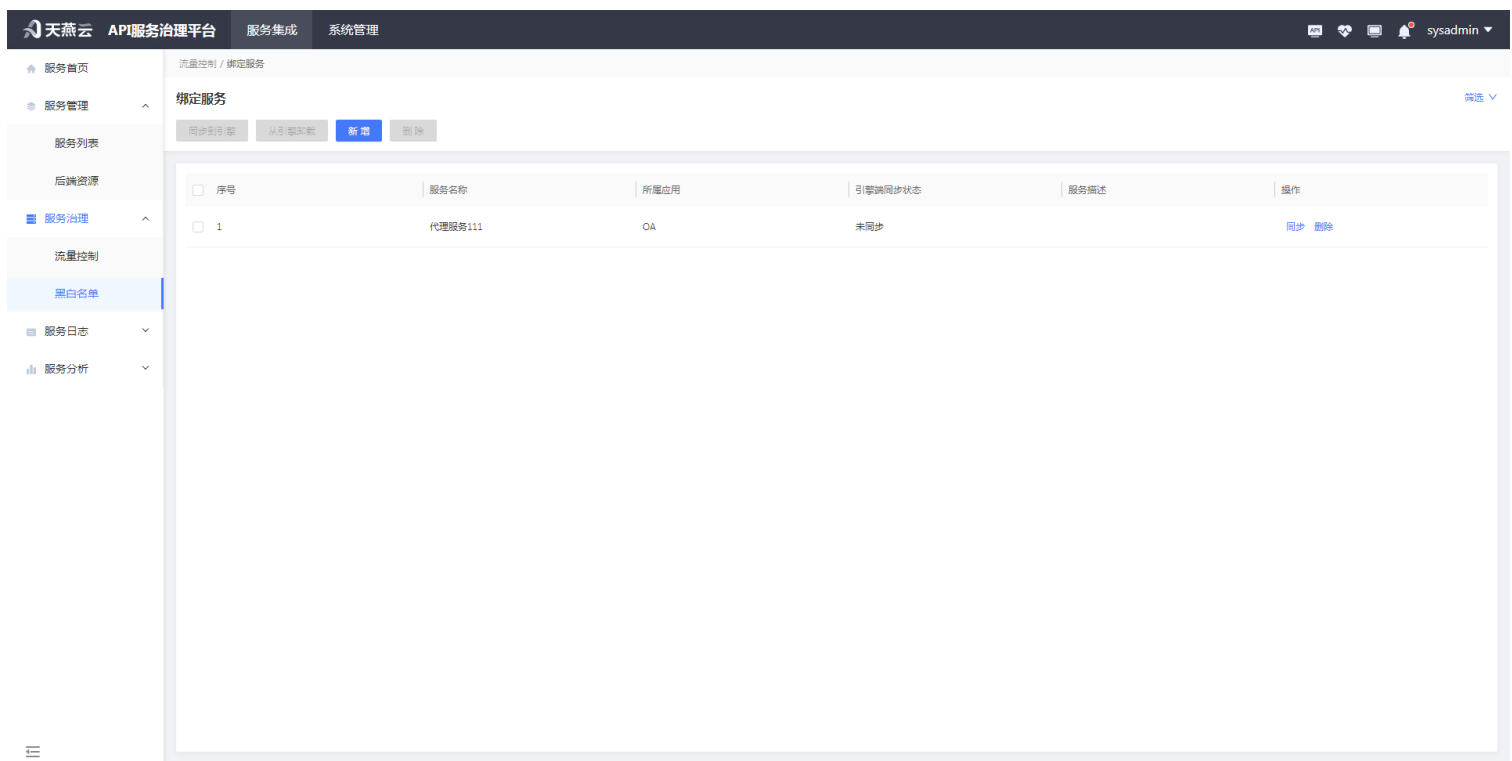 天燕云 API服务治理平台 服务集成 系统管理 API sysadmin
服务首页
服务管理
服务列表
后端资源
服务治理
流量控制
黑白名单
服务日志
服务分析
流量控制 / 绑定服务
绑定服务 筛选
同步到引擎 从引擎卸载 新 增 删 除
序号 服务名称 所属应用 引擎端同步状态 服务描述 操作
1 代理服务111 OA 未同步 同步 删除